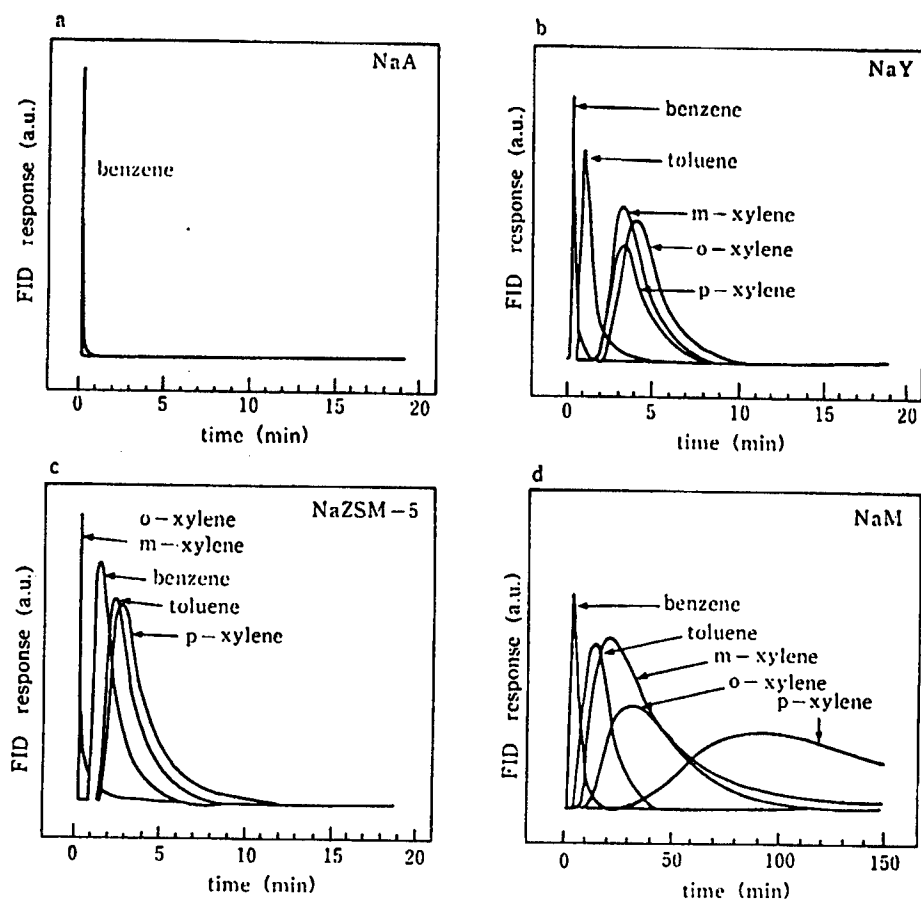 a
NaA
benzene
FID response (a.u.)
0 5 10 15 20
time (min)
b
NaY
benzene
toluene
m-xylene
o-xylene
p-xylene
FID response (a.u.)
0 5 10 15 20
time (min)
c
NaZSM-5
o-xylene
m-xylene
benzene
toluene
p-xylene
FID response (a.u.)
0 5 10 15 20
time (min)
d
NaM
benzene
toluene
m-xylene
o-xylene
p-xylene
FID response (a.u.)
0 50 100 150
time (min)